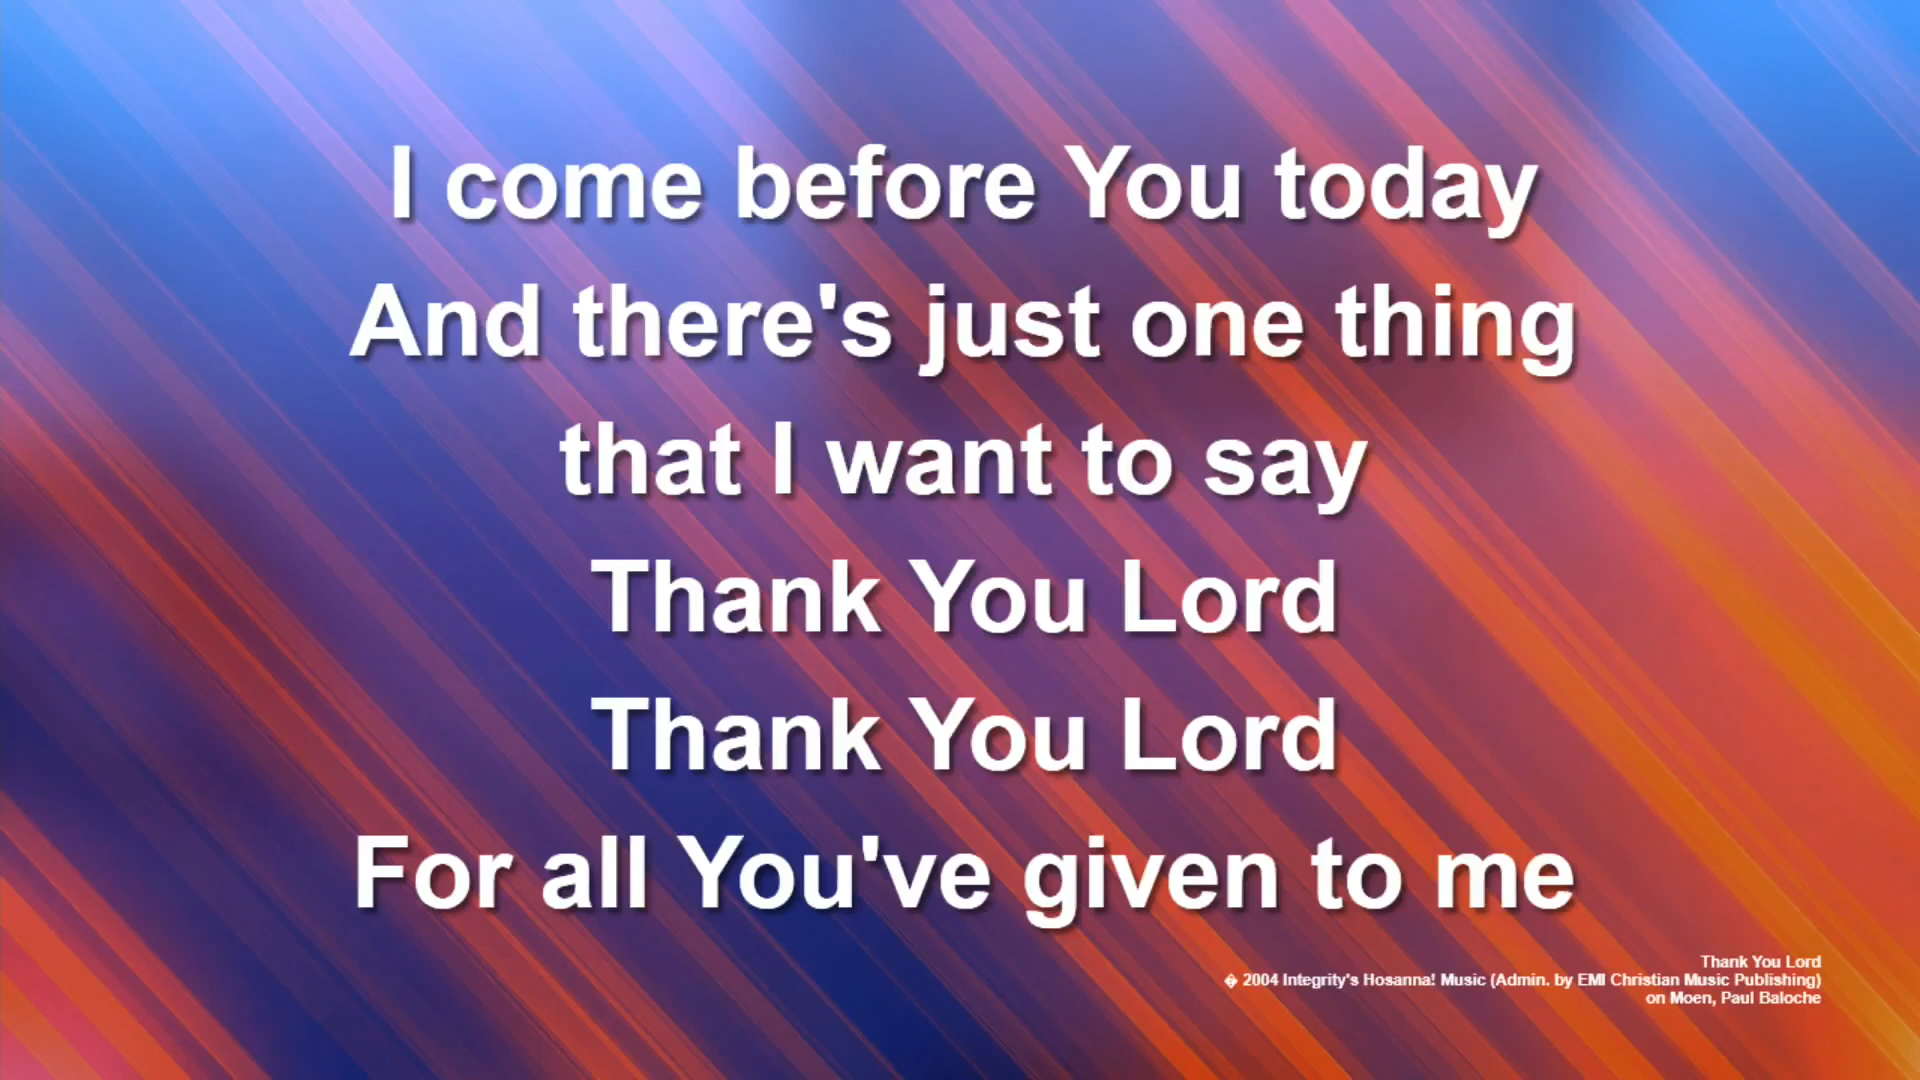 I come before You today
And there's just one thing
that I want to say
Thank You Lord
Thank You Lord
For all You've given to me
Thank You Lord
� 2004 Integrity's Hosanna! Music (Admin. by EMI Christian Music Publishing)
on Moen, Paul Baloche